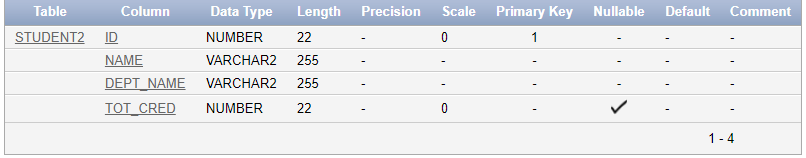 Table Column Data Type Length Precision Scale Primary Key Nullable Default Comment
STUDENT2 ID NUMBER 22 - 0 1 - - -
NAME VARCHAR2 255 - - - - - -
DEPT_NAME VARCHAR2 255 - - - - - -
TOT_CRED NUMBER 22 - 0 - ✓ - -
1 - 4